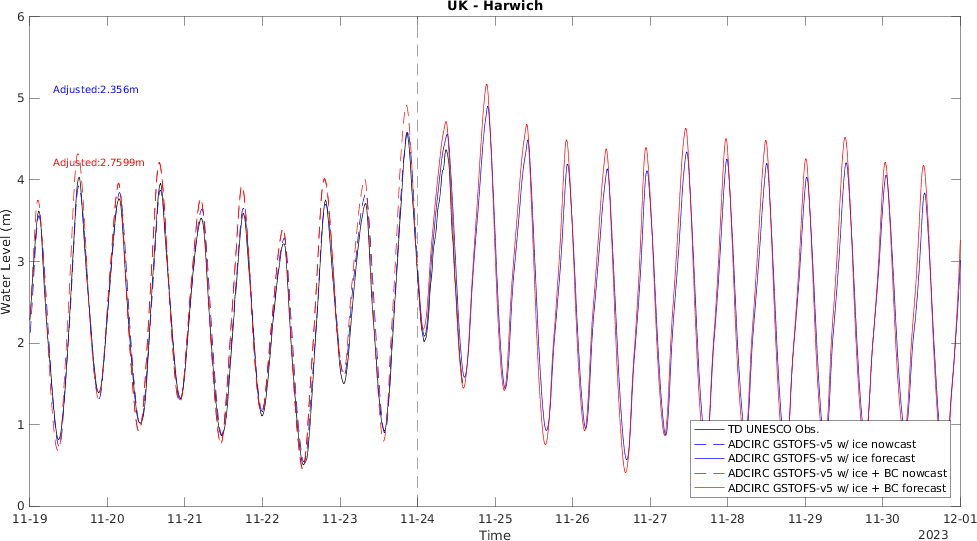 UK - Harwich
6
5
4
3
2
1
0
Water Level (m)
Adjusted:2.356m
Adjusted:2.7599m
TD UNESCO Obs.
ADCIRC GSTOFS-v5 w/ ice nowcast
ADCIRC GSTOFS-v5 w/ ice forecast
ADCIRC GSTOFS-v5 w/ ice + BC nowcast
ADCIRC GSTOFS-v5 w/ ice + BC forecast
11-19 11-20 11-21 11-22 11-23 11-24 11-25 11-26 11-27 11-28 11-29 11-30 12-01
Time
2023